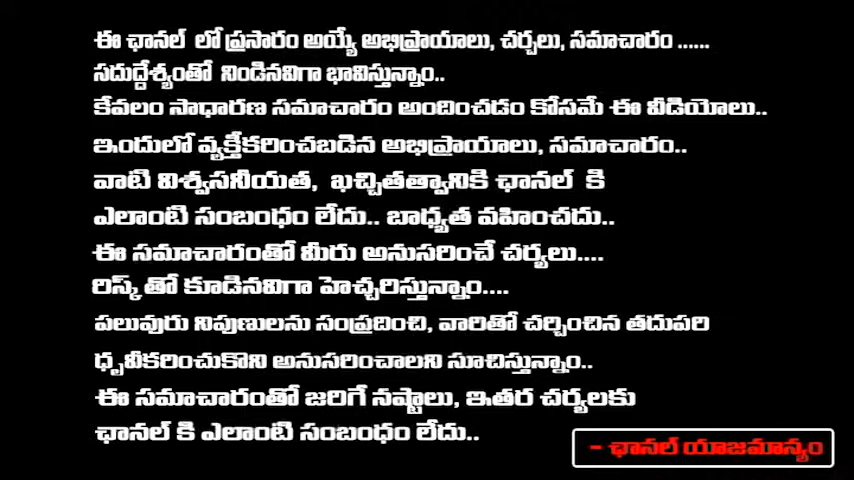 ఈ ఛానల్ లో ప్రసారం అయ్యే అభిప్రాయాలు, చర్చలు, సమాచారం ......
సదుద్దేశ్యంతో నిండినవిగా భావిస్తున్నాం..
కేవలం సాధారణ సమాచారం అందించడం కోసమే ఈ వీడియోలు..
ఇందులో వ్యక్తీకరించబడిన అభిప్రాయాలు, సమాచారం..
వాటి విశ్వసనీయత, ఖచ్చితత్వానికి ఛానల్ కి
ఎలాంటి సంబంధం లేదు.. బాధ్యత వహించదు..
ఈ సమాచారంతో మీరు అనుసరించే చర్యలు....
రిస్క్ తో కూడినవిగా హెచ్చరిస్తున్నాం....
పలువురు నిపుణులను సంప్రదించి, వారితో చర్చించిన తదుపరి
ధృవీకరించుకొని అనుసరించాలని సూచిస్తున్నాం..
ఈ సమాచారంతో జరిగే నష్టాలు, ఇతర చర్యలకు
ఛానల్ కి ఎలాంటి సంబంధం లేదు..
- ఛానల్ యాజమాన్యం